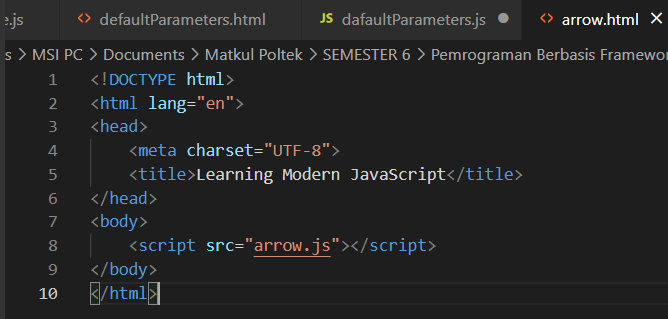 e.js <> defaultParameters.html JS dafaultParameters.js <> arrow.html
s > MSI PC > Documents > Matkul Poltek > SEMESTER 6 > Pemrograman Berbasis Framework
1 <!DOCTYPE html>
2 <html lang="en">
3 <head>
4 <meta charset="UTF-8">
5 <title>Learning Modern JavaScript</title>
6 </head>
7 <body>
8 <script src="arrow.js"></script>
9 </body>
10 </html>